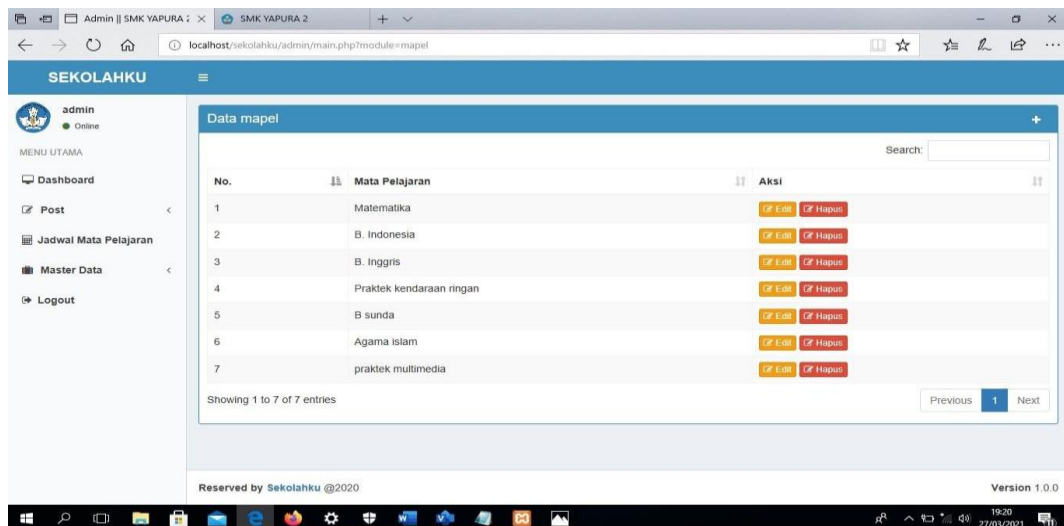 Admin || SMK YAPURA 2
SMK YAPURA 2
localhost/sekolahku/admin/main.php?module=mapel
SEKOLAHKU
admin
Online
MENU UTAMA
Dashboard
Post
Jadwal Mata Pelajaran
Master Data
Logout
Data mapel
Search:
No. Mata Pelajaran Aksi
1 Matematika Edit Hapus
2 B. Indonesia Edit Hapus
3 B. Inggris Edit Hapus
4 Praktek kendaraan ringan Edit Hapus
5 B sunda Edit Hapus
6 Agama islam Edit Hapus
7 praktek multimedia Edit Hapus
Showing 1 to 7 of 7 entries
Previous 1 Next
Reserved by Sekolahku @2020
Version 1.0.0
19:20
27/03/2021